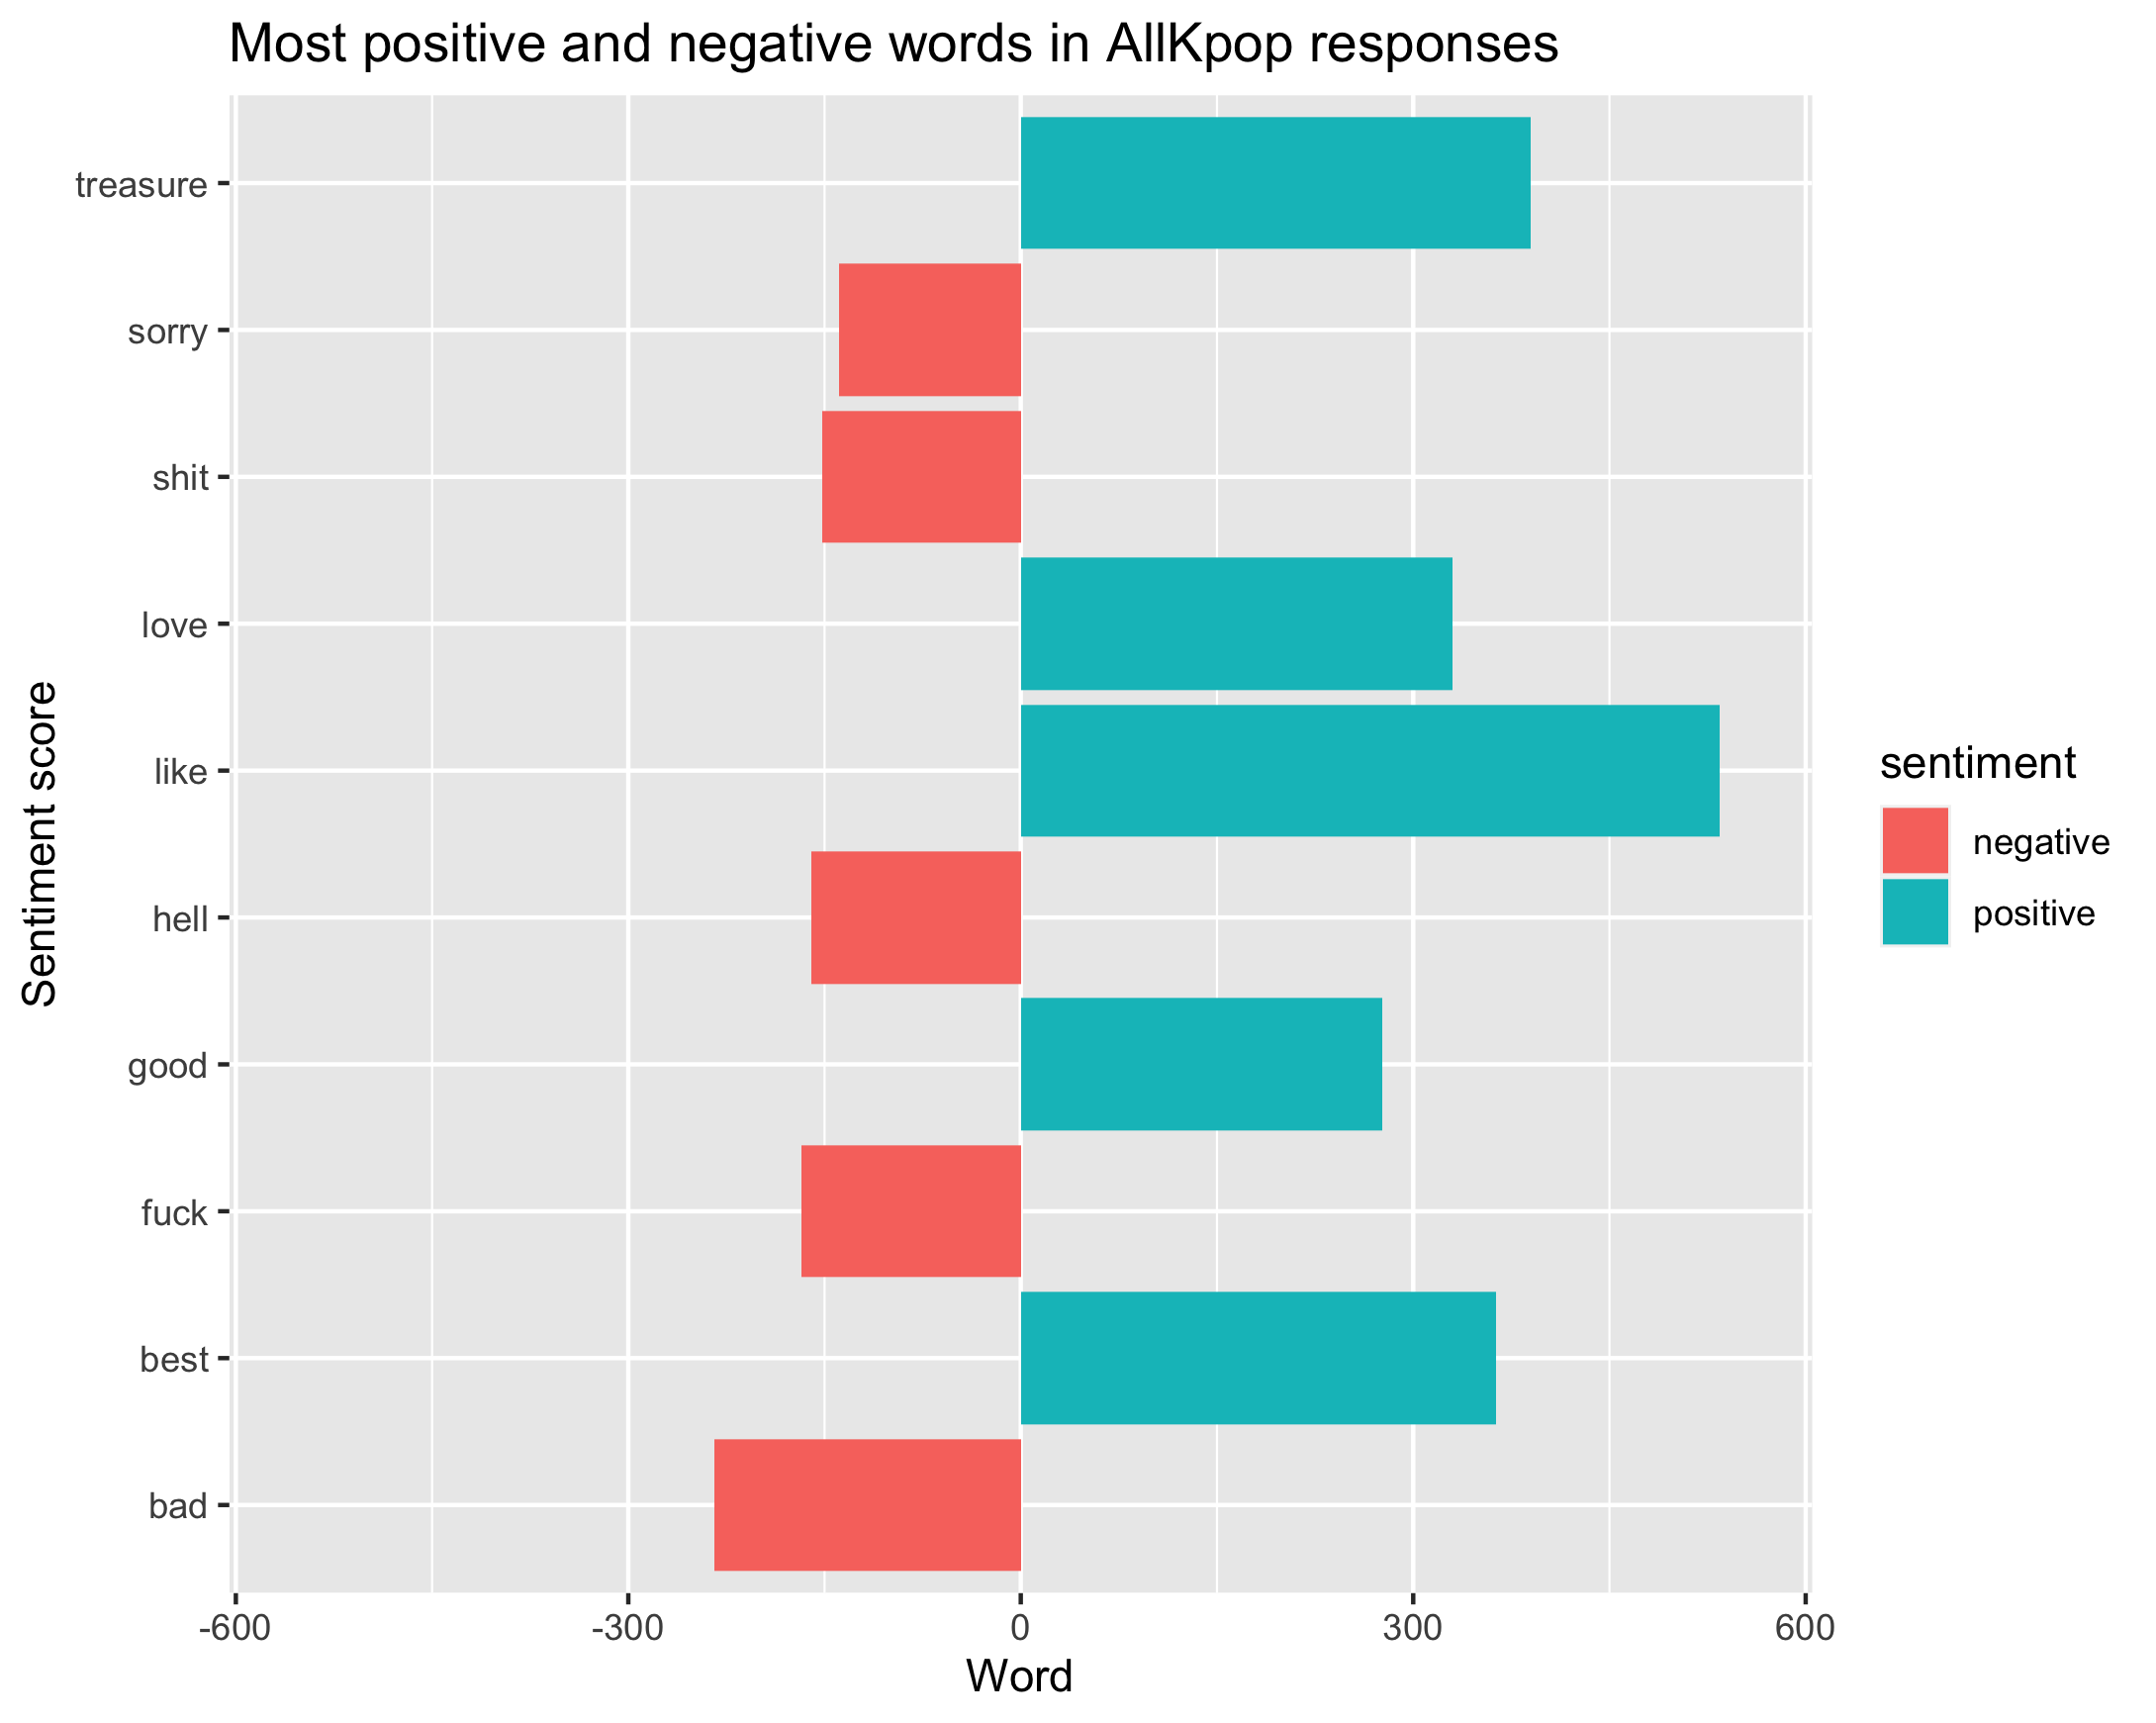 Most positive and negative words in AllKpop responses
treasure
sorry
shit
love
like
hell
good
fuck
best
bad
Sentiment score
-600 -300 0 300 600
Word
sentiment
negative
positive